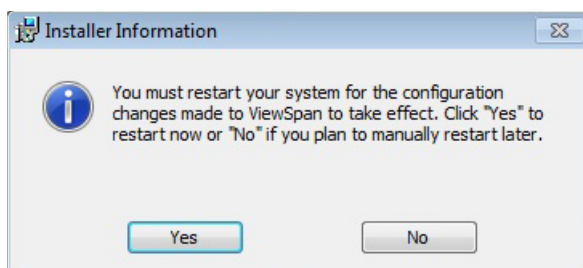 Installer Information
You must restart your system for the configuration
changes made to ViewSpan to take effect. Click "Yes" to
restart now or "No" if you plan to manually restart later.
Yes
No